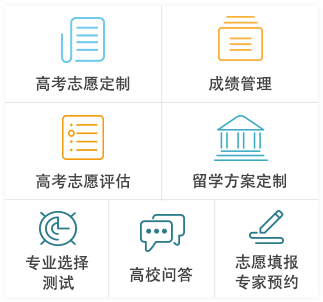 高考志愿定制
成绩管理
高考志愿评估
留学方案定制
专业选择
测试
高校问答
志愿填报
专家预约